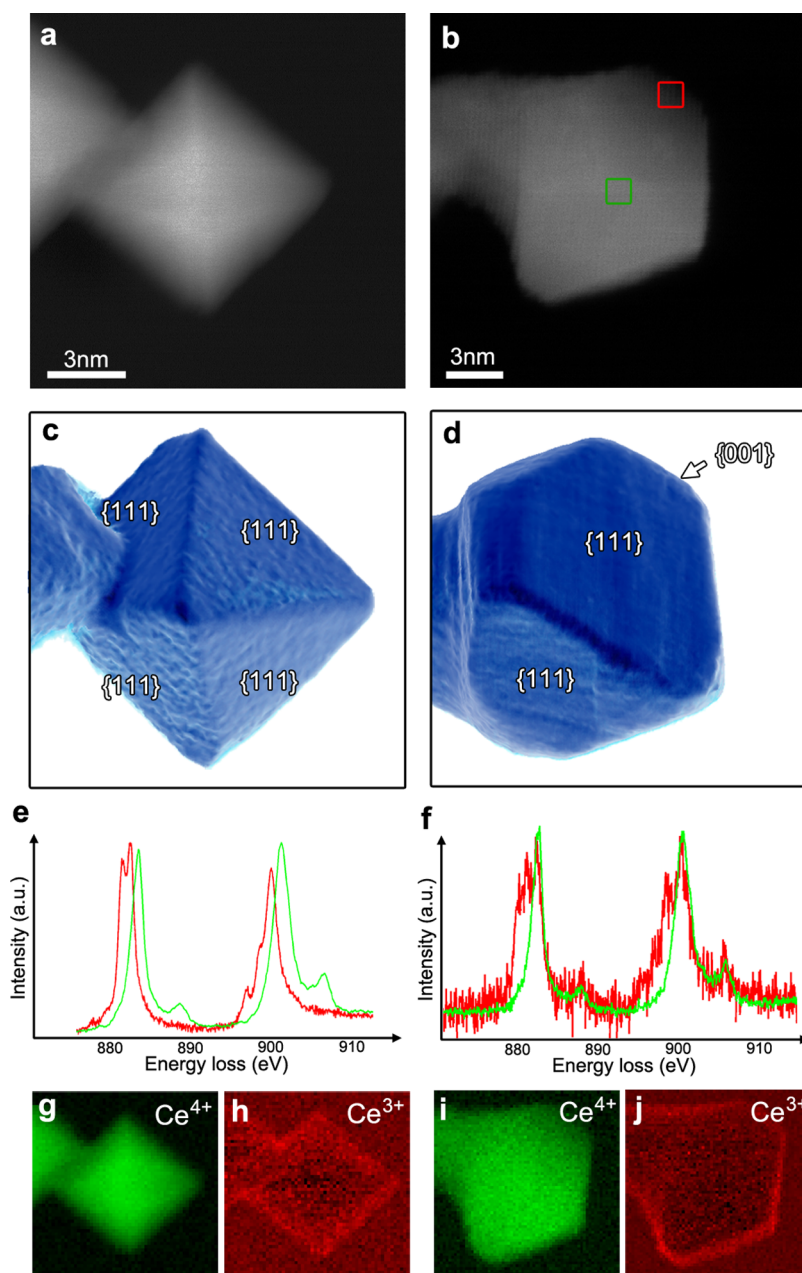 a
b
3nm
3nm
c
{111}
{111}
{111}
{111}
d
{001}
{111}
{111}
e
Intensity (a.u.)
880 890 900 910
Energy loss (eV)
f
Intensity (a.u.)
880 890 900 910
Energy loss (eV)
g Ce⁴⁺
h Ce³⁺
i Ce⁴⁺
j Ce³⁺